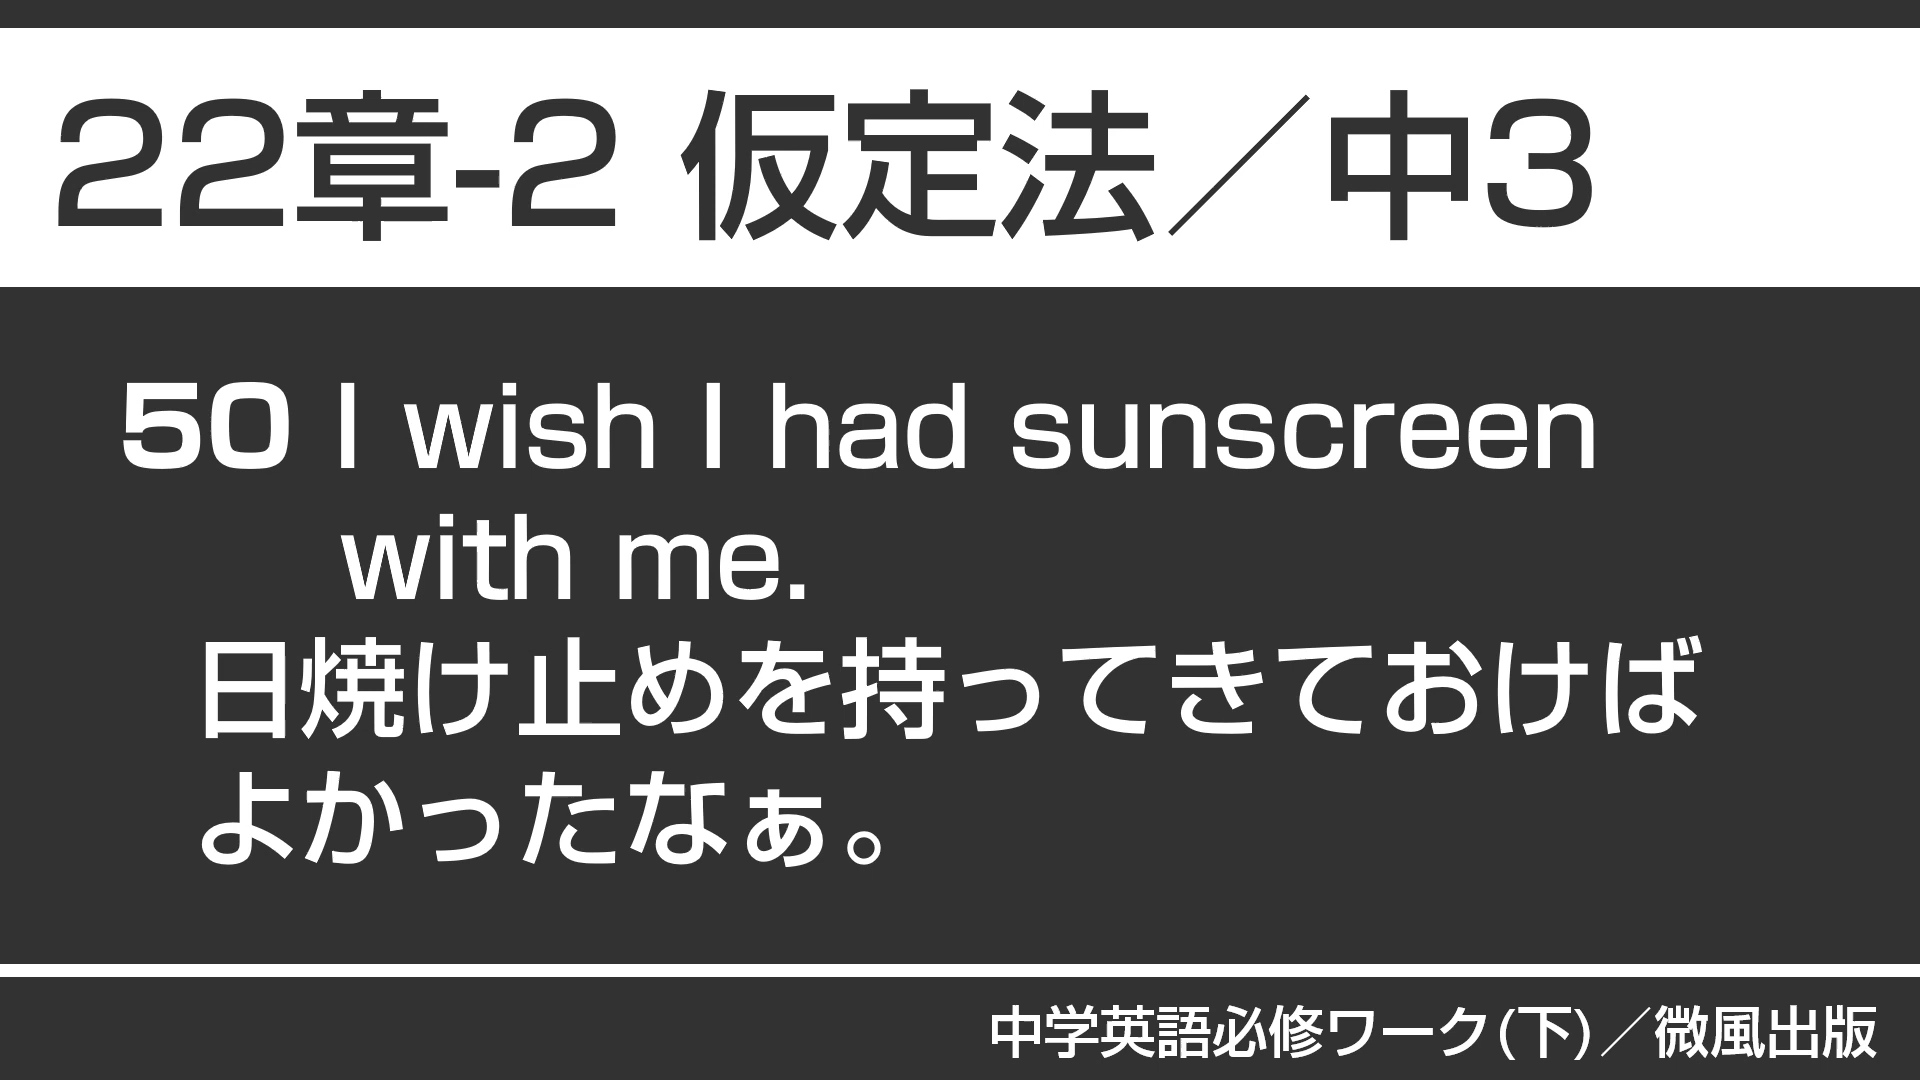 22章-2 仮定法／中3
50 I wish I had sunscreen
with me.
日焼け止めを持ってきておけば
よかったなぁ。
中学英語必修ワーク(下)／微風出版